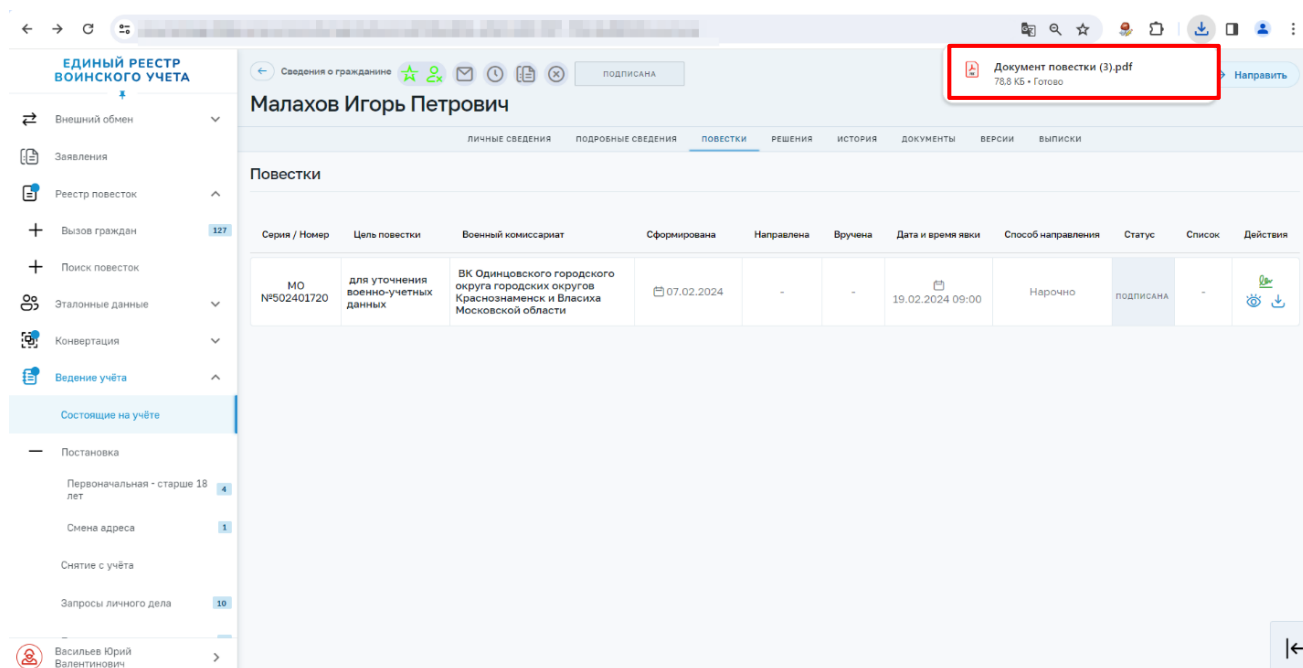 ЕДИНЫЙ РЕЕСТР
ВОИНСКОГО УЧЕТА
Внешний обмен
Заявления
Реестр повесток
Вызов граждан 127
Поиск повесток
Эталонные данные
Конвертация
Ведение учёта
Состоящие на учёте
Постановка
Первоначальная - старше 18
лет 4
Смена адреса 1
Снятие с учёта
Запросы личного дела 10
Васильев Юрий
Валентинович
Сведения о гражданине
ПОДПИСАНА
Документ повестки (3).pdf
78,8 КБ • Готово
Направить
Малахов Игорь Петрович
ЛИЧНЫЕ СВЕДЕНИЯ ПОДРОБНЫЕ СВЕДЕНИЯ ПОВЕСТКИ РЕШЕНИЯ ИСТОРИЯ ДОКУМЕНТЫ ВЕРСИИ ВЫПИСКИ
Повестки
Серия / Номер Цель повестки Военный комиссариат Сформирована Направлена Вручена Дата и время явки Способ направления Статус Список Действия
МО
№502401720
для уточнения
военно-учетных
данных
ВК Одинцовского городского
округа городских округов
Краснознаменск и Власиха
Московской области
07.02.2024
-
-
19.02.2024 09:00
Нарочно
ПОДПИСАНА
-